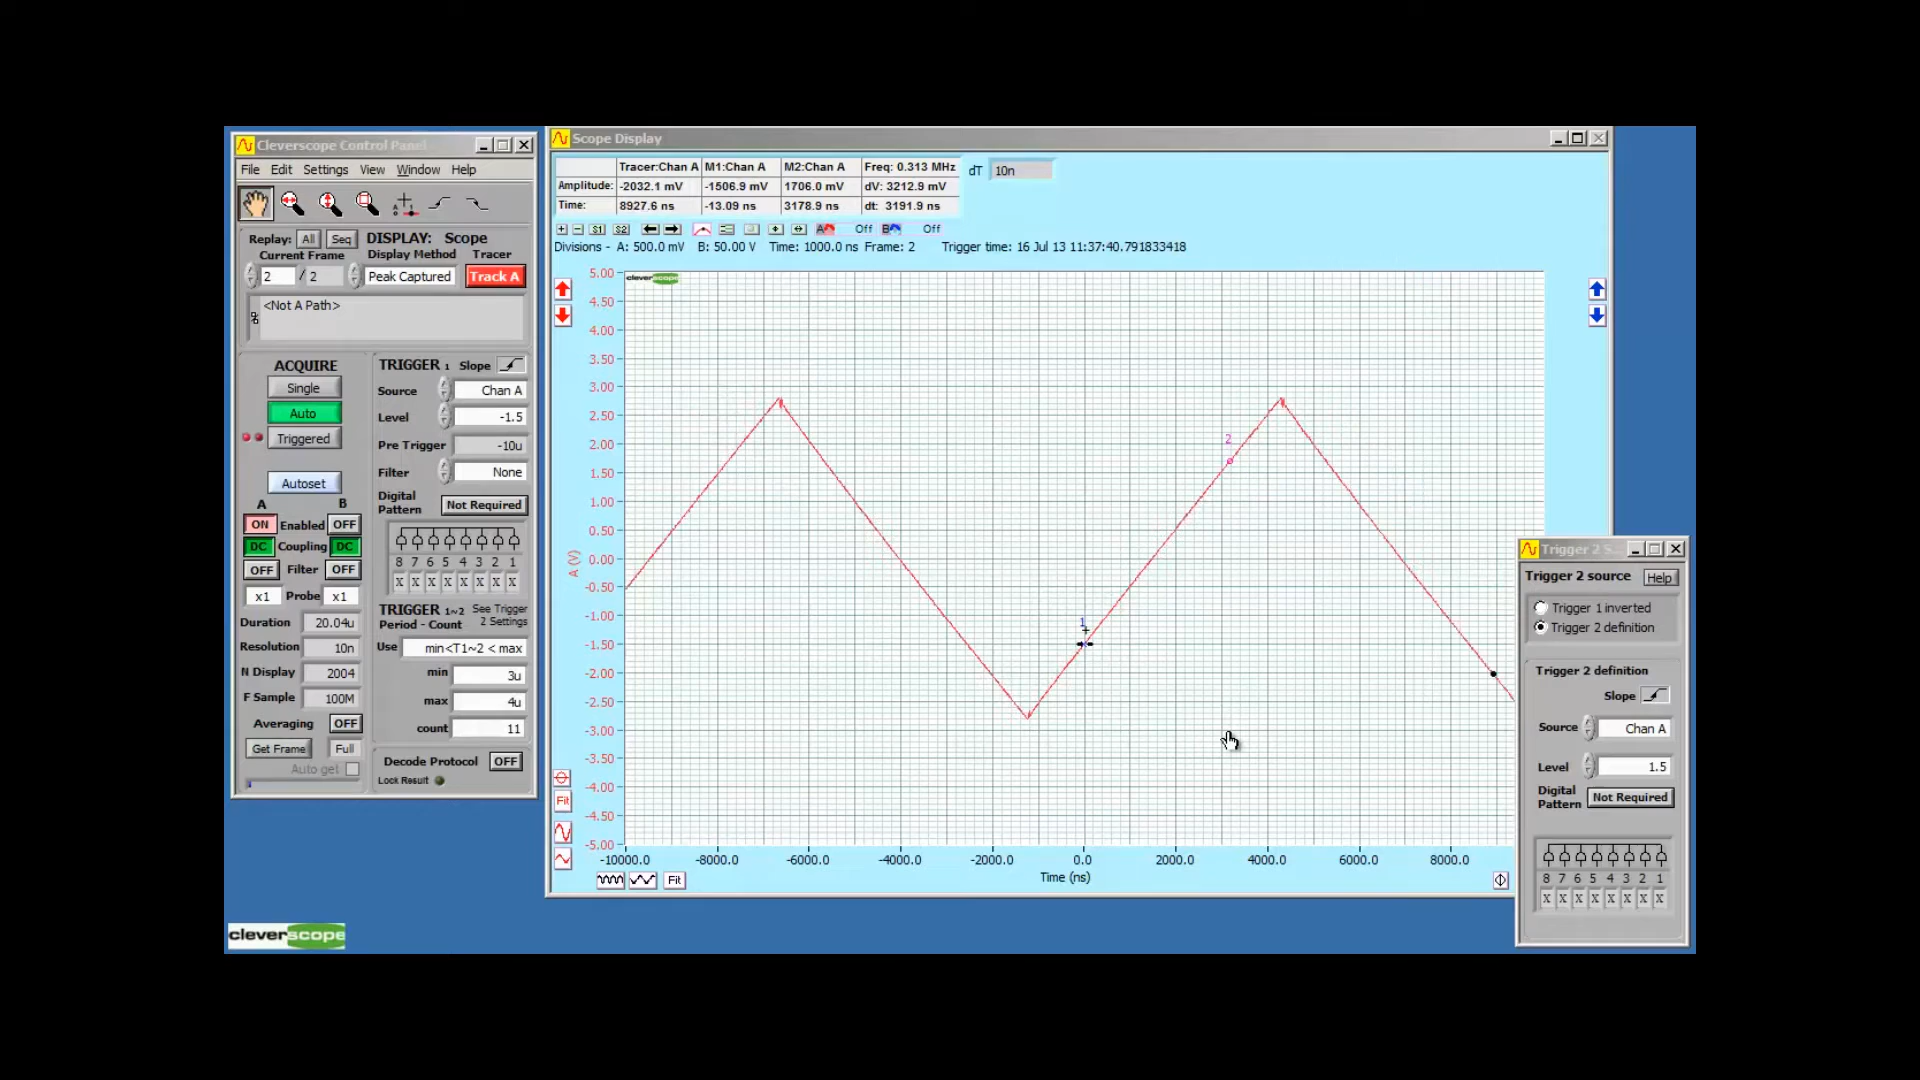 Cleverscope Control Panel
File Edit Settings View Window Help
Replay: All Seq DISPLAY: Scope
Current Frame Display Method Tracer
2 / 2 Peak Captured Track A
<Not A Path>
ACQUIRE
Single
Auto
Triggered
Autoset
A B
ON Enabled OFF
DC Coupling DC
OFF Filter OFF
x1 Probe x1
Duration 20.04u
Resolution 10n
N Display 2004
F Sample 100M
Averaging OFF
Get Frame Full
Auto get
TRIGGER 1 Slope
Source Chan A
Level -1.5
Pre Trigger -10u
Filter None
Digital Pattern Not Required
8 7 6 5 4 3 2 1
X X X X X X X X
TRIGGER 1~2 See Trigger
Period - Count 2 Settings
Use min<T1~2 < max
min 3u
max 4u
count 11
Decode Protocol OFF
Lock Result
Scope Display
Tracer:Chan A M1:Chan A M2:Chan A Freq: 0.313 MHz dT 10n
Amplitude: -2032.1 mV -1506.9 mV 1706.0 mV dV: 3212.9 mV
Time: 8927.6 ns -13.09 ns 3178.9 ns dt: 3191.9 ns
S1 S2 A Off B Off
Divisions - A: 500.0 mV B: 50.00 V Time: 1000.0 ns Frame: 2 Trigger time: 16 Jul 13 11:37:40.791833418
cleverscope
5.00
4.50
4.00
3.50
3.00
2.50
2.00
1.50
1.00
0.50
0.00
-0.50
-1.00
-1.50
-2.00
-2.50
-3.00
-3.50
-4.00
-4.50
-5.00
A (V)
2
1
Fit
-10000.0 -8000.0 -6000.0 -4000.0 -2000.0 0.0 2000.0 4000.0 6000.0 8000.0
Time (ns)
Fit
Trigger 2 S...
Trigger 2 source Help
Trigger 1 inverted
Trigger 2 definition
Trigger 2 definition
Slope
Source Chan A
Level 1.5
Digital Pattern Not Required
8 7 6 5 4 3 2 1
X X X X X X X X
cleverscope